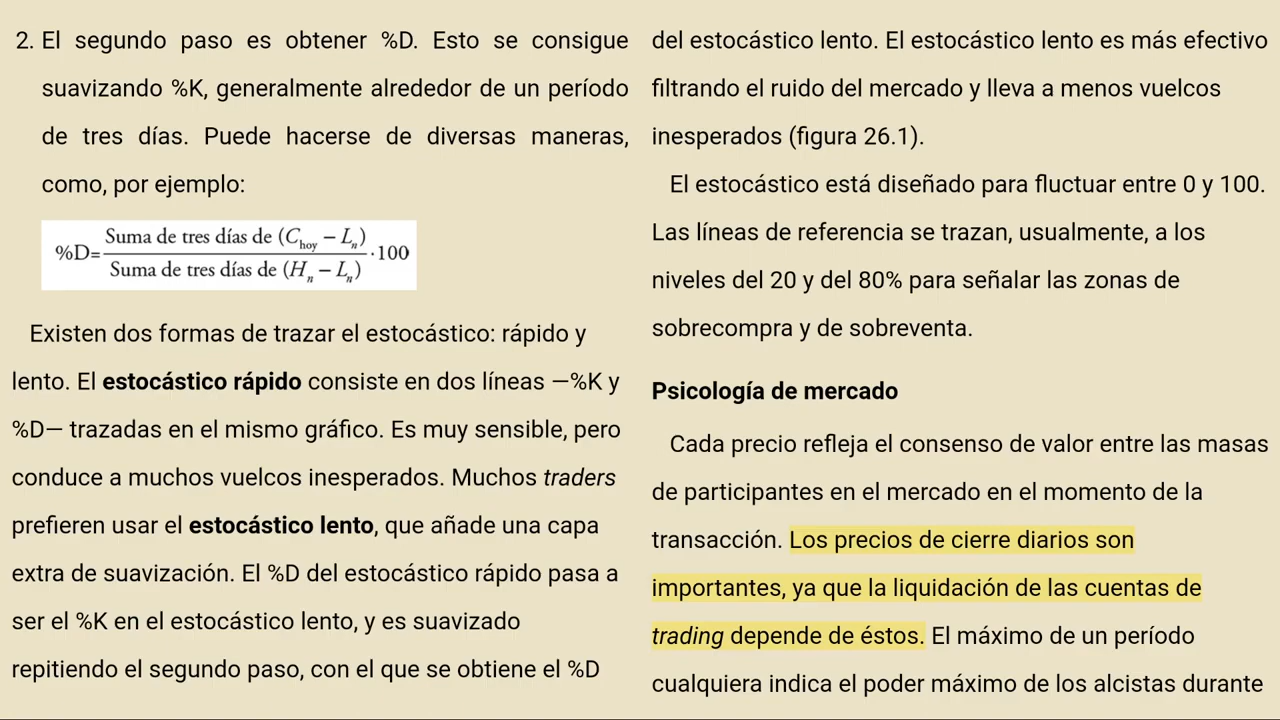 2. El segundo paso es obtener %D. Esto se consigue
suavizando %K, generalmente alrededor de un período
de tres días. Puede hacerse de diversas maneras,
como, por ejemplo:
%D= Suma de tres días de (C_hoy – L_n) / Suma de tres días de (H_n – L_n) · 100
Existen dos formas de trazar el estocástico: rápido y
lento. El estocástico rápido consiste en dos líneas —%K y
%D— trazadas en el mismo gráfico. Es muy sensible, pero
conduce a muchos vuelcos inesperados. Muchos traders
prefieren usar el estocástico lento, que añade una capa
extra de suavización. El %D del estocástico rápido pasa a
ser el %K en el estocástico lento, y es suavizado
repitiendo el segundo paso, con el que se obtiene el %D
del estocástico lento. El estocástico lento es más efectivo
filtrando el ruido del mercado y lleva a menos vuelcos
inesperados (figura 26.1).
El estocástico está diseñado para fluctuar entre 0 y 100.
Las líneas de referencia se trazan, usualmente, a los
niveles del 20 y del 80% para señalar las zonas de
sobrecompra y de sobreventa.
Psicología de mercado
Cada precio refleja el consenso de valor entre las masas
de participantes en el mercado en el momento de la
transacción. Los precios de cierre diarios son
importantes, ya que la liquidación de las cuentas de
trading depende de éstos. El máximo de un período
cualquiera indica el poder máximo de los alcistas durante